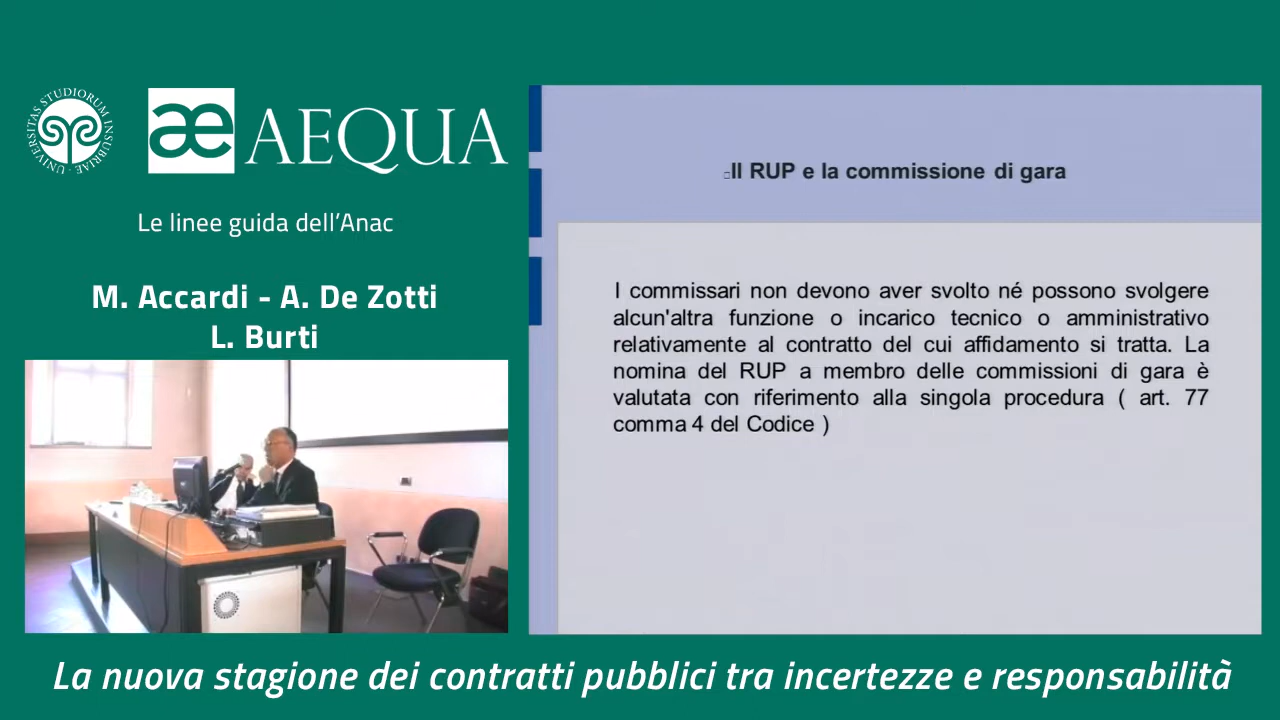 UNIVERSITAS STUDIORUM INSUBRIAE
æ AEQUA
Le linee guida dell'Anac
M. Accardi - A. De Zotti
L. Burti
Il RUP e la commissione di gara
I commissari non devono aver svolto né possono svolgere
alcun'altra funzione o incarico tecnico o amministrativo
relativamente al contratto del cui affidamento si tratta. La
nomina del RUP a membro delle commissioni di gara è
valutata con riferimento alla singola procedura ( art. 77
comma 4 del Codice )
La nuova stagione dei contratti pubblici tra incertezze e responsabilità